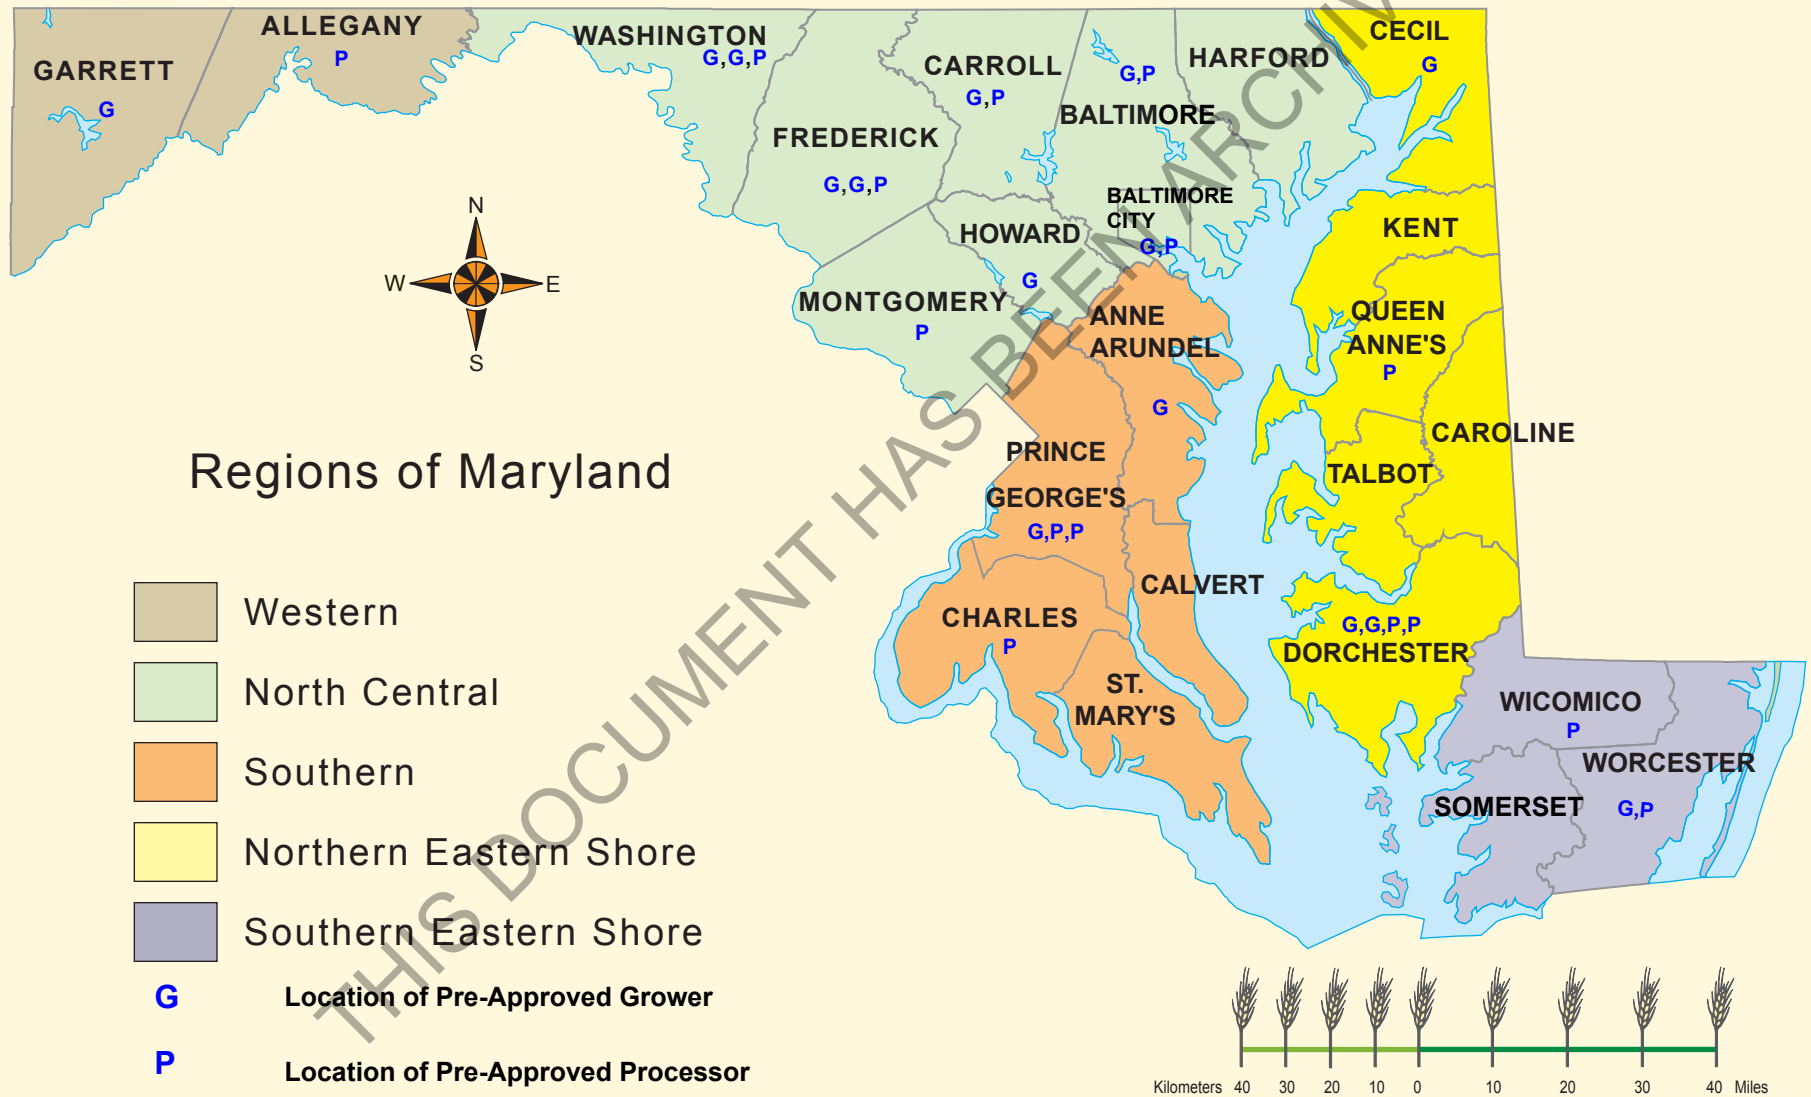 ALLEGANY
P
GARRETT
G
WASHINGTON
G,G,P
FREDERICK
G,G,P
CARROLL
G,P
G,P
BALTIMORE
HARFORD
CECIL
G
BALTIMORE
CITY
G,P
HOWARD
G
MONTGOMERY
P
KENT
QUEEN
ANNE'S
P
ANNE
ARUNDEL
G
CAROLINE
TALBOT
PRINCE
GEORGE'S
G,P,P
CALVERT
CHARLES
P
ST.
MARY'S
G,G,P,P
DORCHESTER
WICOMICO
P
WORCESTER
G,P
SOMERSET
N
W
E
S
Regions of Maryland
Western
North Central
Southern
Northern Eastern Shore
Southern Eastern Shore
G Location of Pre-Approved Grower
P Location of Pre-Approved Processor
Kilometers 40 30 20 10 0 10 20 30 40 Miles
THIS DOCUMENT HAS BEEN ARCHIV